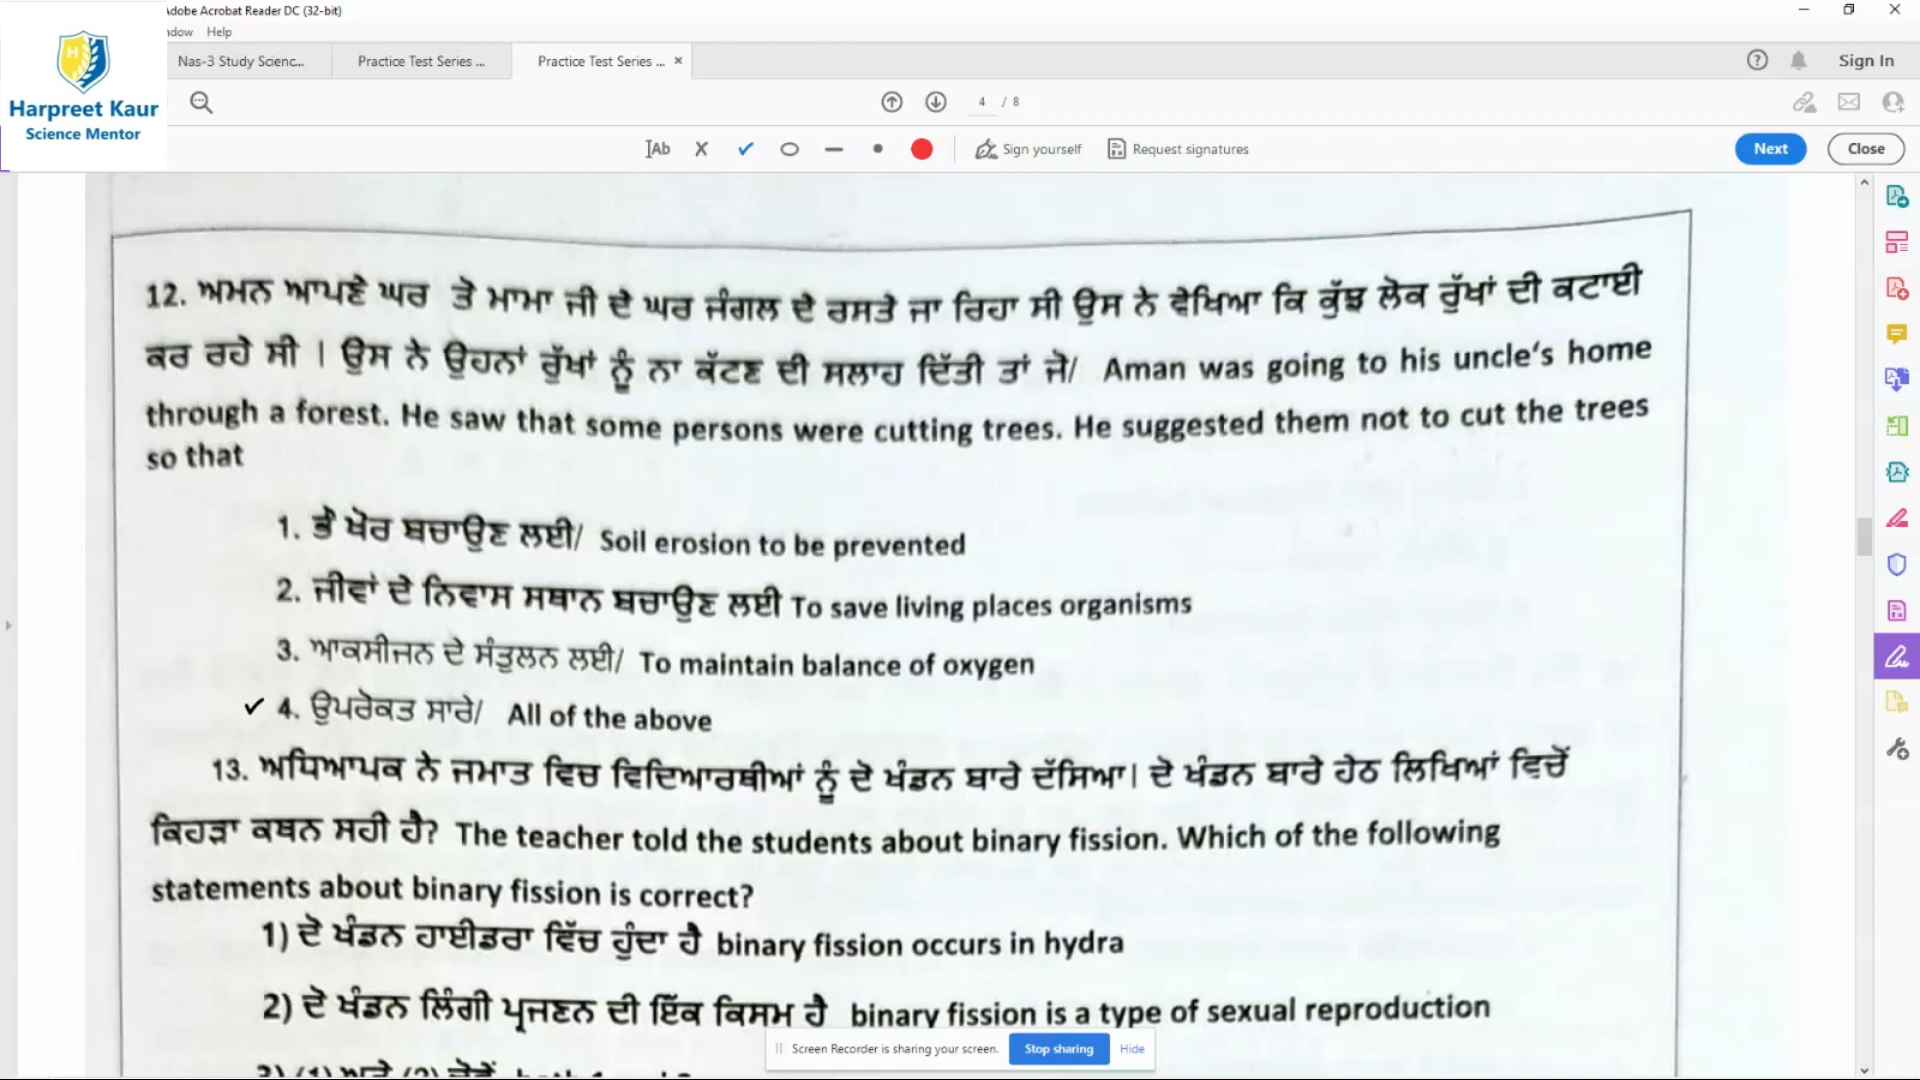 Adobe Acrobat Reader DC (32-bit)
Help
Nas-3 Study Scienc...
Practice Test Series ...
Practice Test Series ...
Sign In
Harpreet Kaur
Science Mentor
4 / 8
Sign yourself
Request signatures
Next
Close
12. ਅਮਨ ਆਪਣੇ ਘਰ ਤੋ ਮਾਮਾ ਜੀ ਦੇ ਘਰ ਜੰਗਲ ਦੇ ਰਸਤੇ ਜਾ ਰਿਹਾ ਸੀ ਉਸ ਨੇ ਵੇਖਿਆ ਕਿ ਕੁੱਝ ਲੋਕ ਰੁੱਖਾਂ ਦੀ ਕਟਾਈ
ਕਰ ਰਹੇ ਸੀ । ਉਸ ਨੇ ਉਹਨਾਂ ਰੁੱਖਾਂ ਨੂੰ ਨਾ ਕੱਟਣ ਦੀ ਸਲਾਹ ਦਿੱਤੀ ਤਾਂ ਜੋ/ Aman was going to his uncle's home
through a forest. He saw that some persons were cutting trees. He suggested them not to cut the trees
so that
1. ਭੌ ਖੋਰ ਬਚਾਉਣ ਲਈ/ Soil erosion to be prevented
2. ਜੀਵਾਂ ਦੇ ਨਿਵਾਸ ਸਥਾਨ ਬਚਾਉਣ ਲਈ To save living places organisms
3. ਆਕਸੀਜਨ ਦੇ ਸੰਤੁਲਨ ਲਈ/ To maintain balance of oxygen
✓ 4. ਉਪਰੋਕਤ ਸਾਰੇ/ All of the above
13. ਅਧਿਆਪਕ ਨੇ ਜਮਾਤ ਵਿਚ ਵਿਦਿਆਰਥੀਆਂ ਨੂੰ ਦੋ ਖੰਡਨ ਬਾਰੇ ਦੱਸਿਆ। ਦੋ ਖੰਡਨ ਬਾਰੇ ਹੇਠ ਲਿਖਿਆਂ ਵਿਚੋਂ
ਕਿਹੜਾ ਕਥਨ ਸਹੀ ਹੈ? The teacher told the students about binary fission. Which of the following
statements about binary fission is correct?
1) ਦੋ ਖੰਡਨ ਹਾਈਡਰਾ ਵਿੱਚ ਹੁੰਦਾ ਹੈ binary fission occurs in hydra
2) ਦੋ ਖੰਡਨ ਲਿੰਗੀ ਪ੍ਰਜਣਨ ਦੀ ਇੱਕ ਕਿਸਮ ਹੈ binary fission is a type of sexual reproduction
Screen Recorder is sharing your screen. Stop sharing Hide